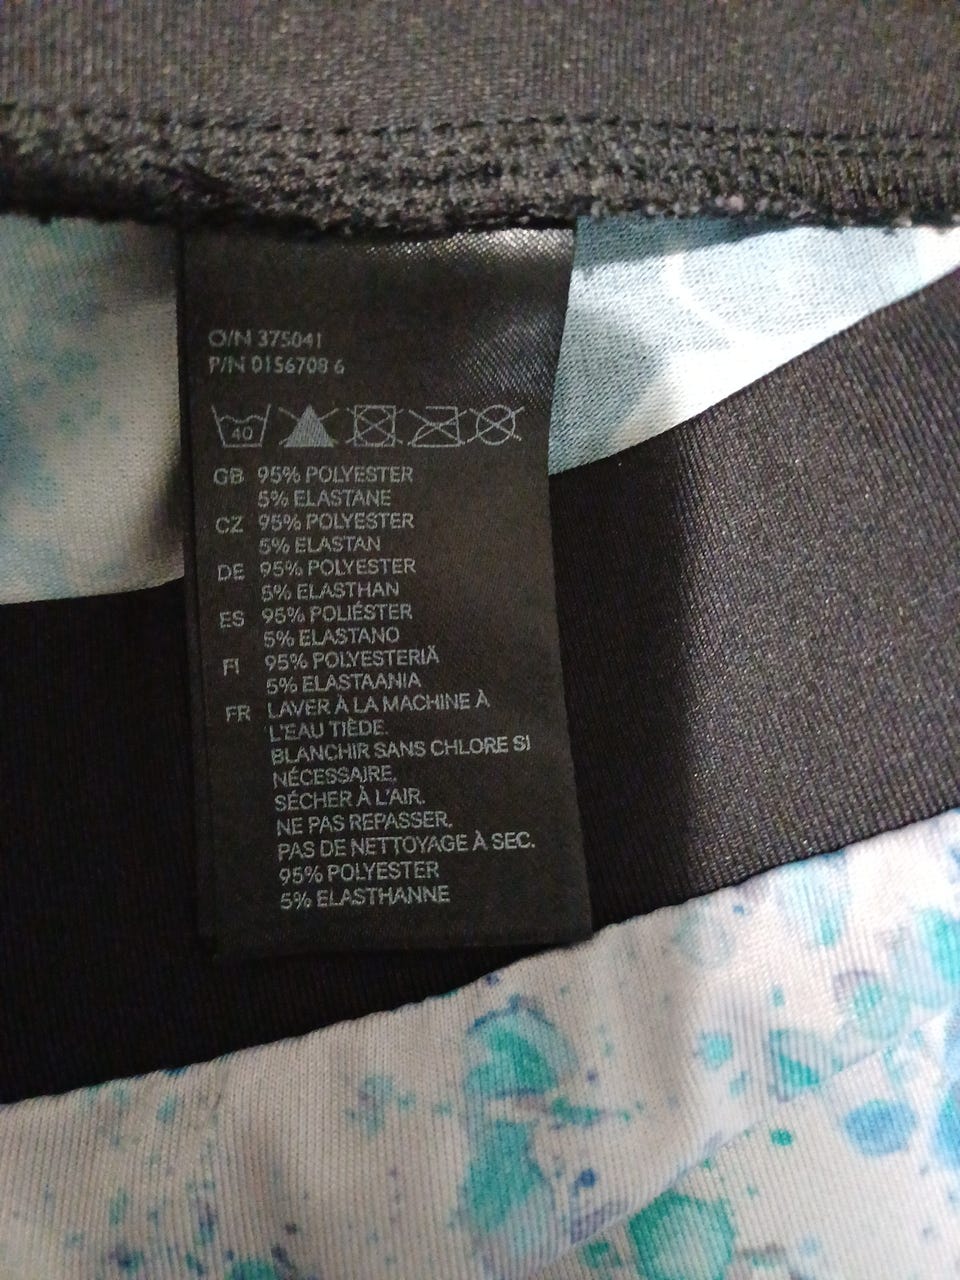 O/N 375041
P/N 0156708 6
40
GB 95% POLYESTER
5% ELASTANE
CZ 95% POLYESTER
5% ELASTAN
DE 95% POLYESTER
5% ELASTHAN
ES 95% POLIÉSTER
5% ELASTANO
FI 95% POLYESTERIÄ
5% ELASTAANIA
FR LAVER À LA MACHINE À
L'EAU TIÈDE.
BLANCHIR SANS CHLORE SI
NÉCESSAIRE.
SÉCHER À L'AIR.
NE PAS REPASSER.
PAS DE NETTOYAGE À SEC.
95% POLYESTER
5% ELASTHANNE